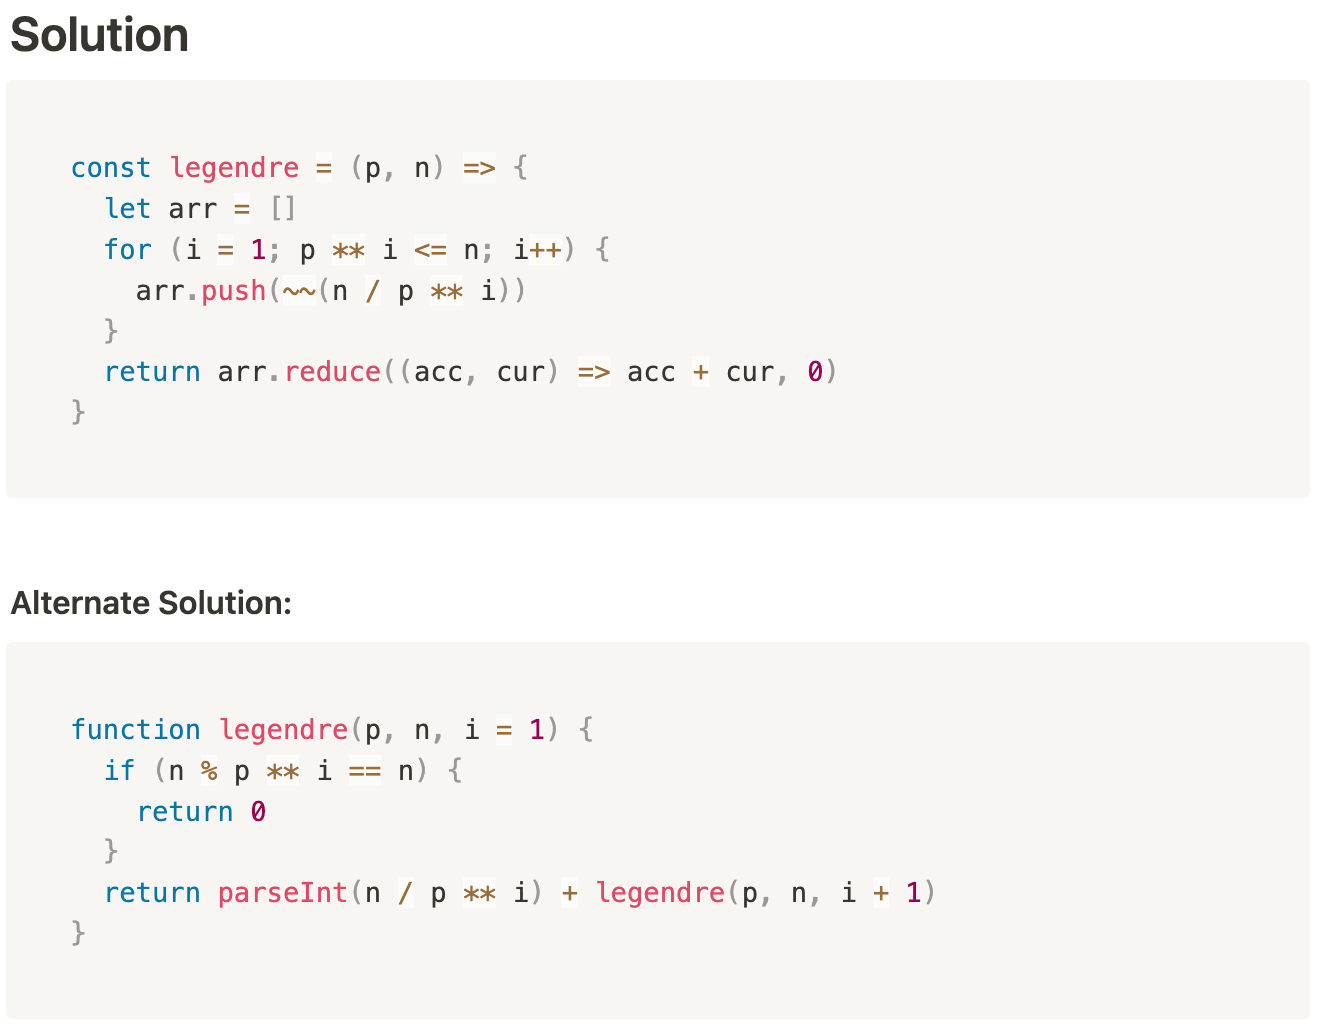 Solution
const legendre = (p, n) => {
  let arr = []
  for (i = 1; p ** i <= n; i++) {
    arr.push(~~(n / p ** i))
  }
  return arr.reduce((acc, cur) => acc + cur, 0)
}
Alternate Solution:
function legendre(p, n, i = 1) {
  if (n % p ** i == n) {
    return 0
  }
  return parseInt(n / p ** i) + legendre(p, n, i + 1)
}